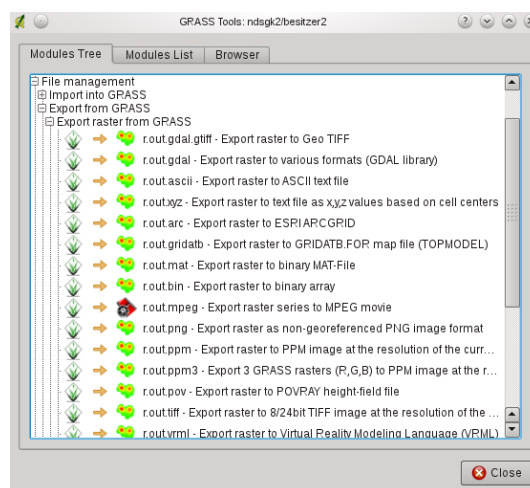 GRASS Tools: ndsgk2/besitzer2
Modules Tree
Modules List
Browser
File management
Import into GRASS
Export from GRASS
Export raster from GRASS
r.out.gdal.gtiff - Export raster to Geo TIFF
r.out.gdal - Export raster to various formats (GDAL library)
r.out.ascii - Export raster to ASCII text file
r.out.xyz - Export raster to text file as x,y,z values based on cell centers
r.out.arc - Export raster to ESRI ARCGRID
r.out.gridatb - Export raster to GRIDATB.FOR map file (TOPMODEL)
r.out.mat - Export raster to binary MAT-File
r.out.bin - Export raster to binary array
r.out.mpeg - Export raster series to MPEG movie
r.out.png - Export raster as non-georeferenced PNG image format
r.out.ppm - Export raster to PPM image at the resolution of the curr...
r.out.ppm3 - Export 3 GRASS rasters (R,G,B) to PPM image at the r...
r.out.pov - Export raster to POVRAY height-field file
r.out.tiff - Export raster to 8/24bit TIFF image at the resolution of the ...
r.out.vrml - Export raster to Virtual Reality Modeling Language (VRML)
Close